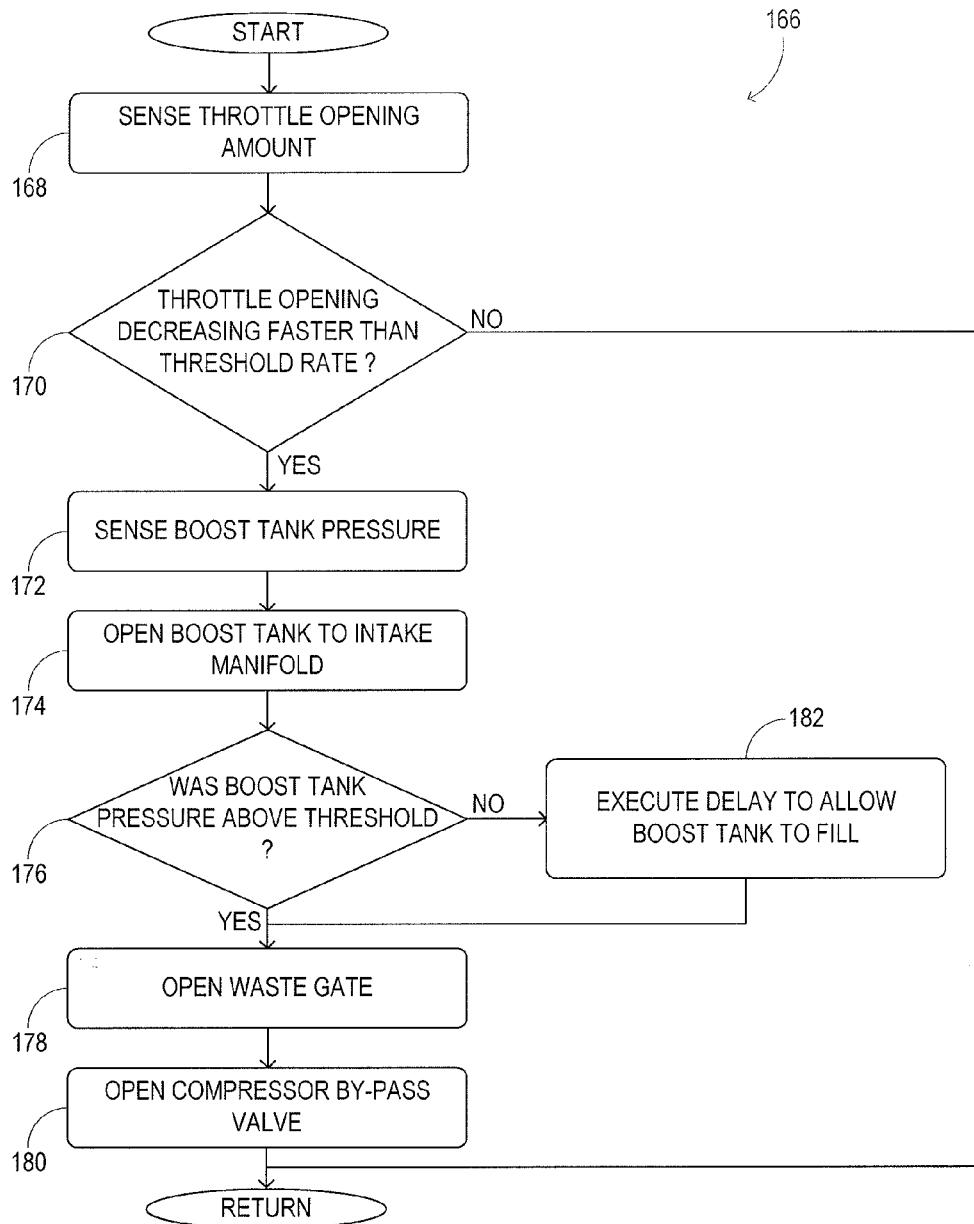 START
166
SENSE THROTTLE OPENING
AMOUNT
168
THROTTLE OPENING
DECREASING FASTER THAN
THRESHOLD RATE ?
NO
170
YES
SENSE BOOST TANK PRESSURE
172
OPEN BOOST TANK TO INTAKE
MANIFOLD
174
182
WAS BOOST TANK
PRESSURE ABOVE THRESHOLD
?
NO
EXECUTE DELAY TO ALLOW
BOOST TANK TO FILL
176
YES
OPEN WASTE GATE
178
OPEN COMPRESSOR BY-PASS
VALVE
180
RETURN